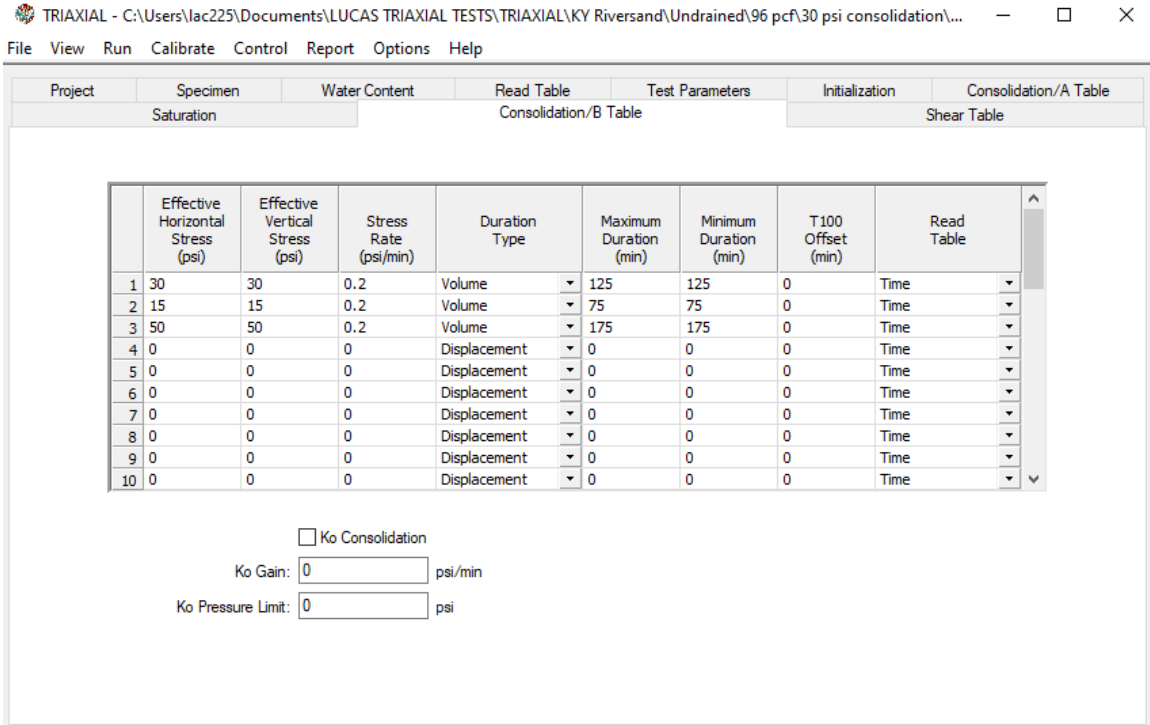 TRIAXIAL - C:\Users\lac225\Documents\LUCAS TRIAXIAL TESTS\TRIAXIAL\KY Riversand\Undrained\96 pcf\30 psi consolidation\...
File View Run Calibrate Control Report Options Help
Project Specimen Water Content Read Table Test Parameters Initialization Consolidation/A Table
Saturation Consolidation/B Table Shear Table
Effective Horizontal Stress (psi) Effective Vertical Stress (psi) Stress Rate (psi/min) Duration Type Maximum Duration (min) Minimum Duration (min) T100 Offset (min) Read Table
1 30 30 0.2 Volume 125 125 0 Time
2 15 15 0.2 Volume 75 75 0 Time
3 50 50 0.2 Volume 175 175 0 Time
4 0 0 0 Displacement 0 0 0 Time
5 0 0 0 Displacement 0 0 0 Time
6 0 0 0 Displacement 0 0 0 Time
7 0 0 0 Displacement 0 0 0 Time
8 0 0 0 Displacement 0 0 0 Time
9 0 0 0 Displacement 0 0 0 Time
10 0 0 0 Displacement 0 0 0 Time
Ko Consolidation
Ko Gain: 0 psi/min
Ko Pressure Limit: 0 psi